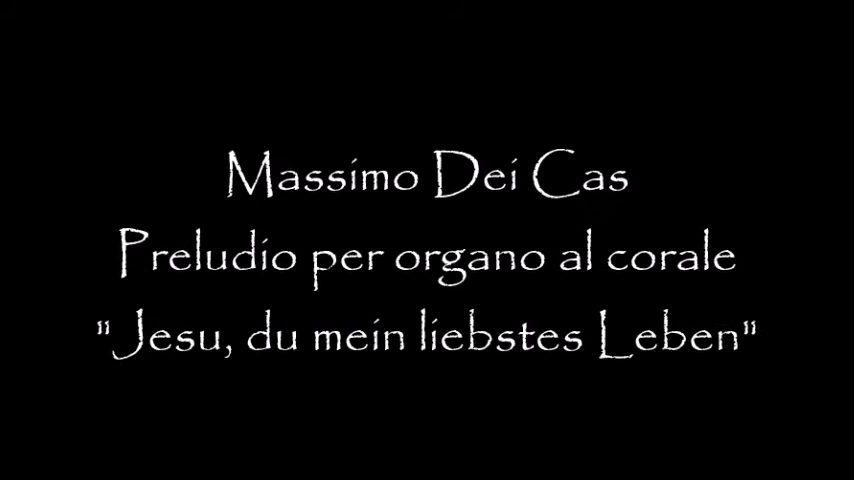 Massimo Dei Cas
Preludio per organo al corale
"Jesu, du mein liebstes Leben"